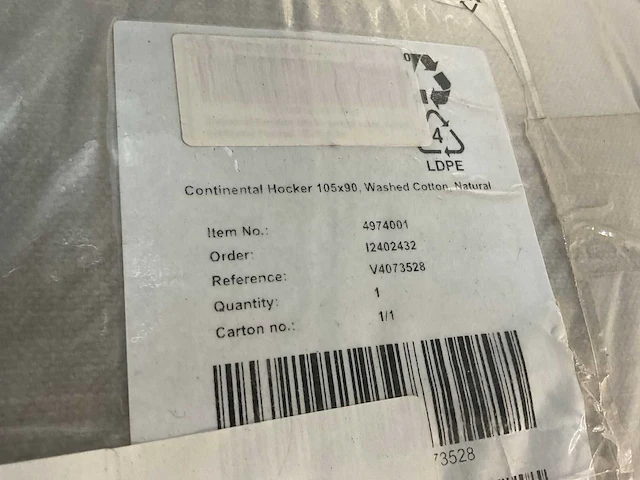 4
LDPE
Continental Hocker 105x90, Washed Cotton, Natural
Item No.: 4974001
Order: I2402432
Reference: V4073528
Quantity: 1
Carton no.: 1/1
73528